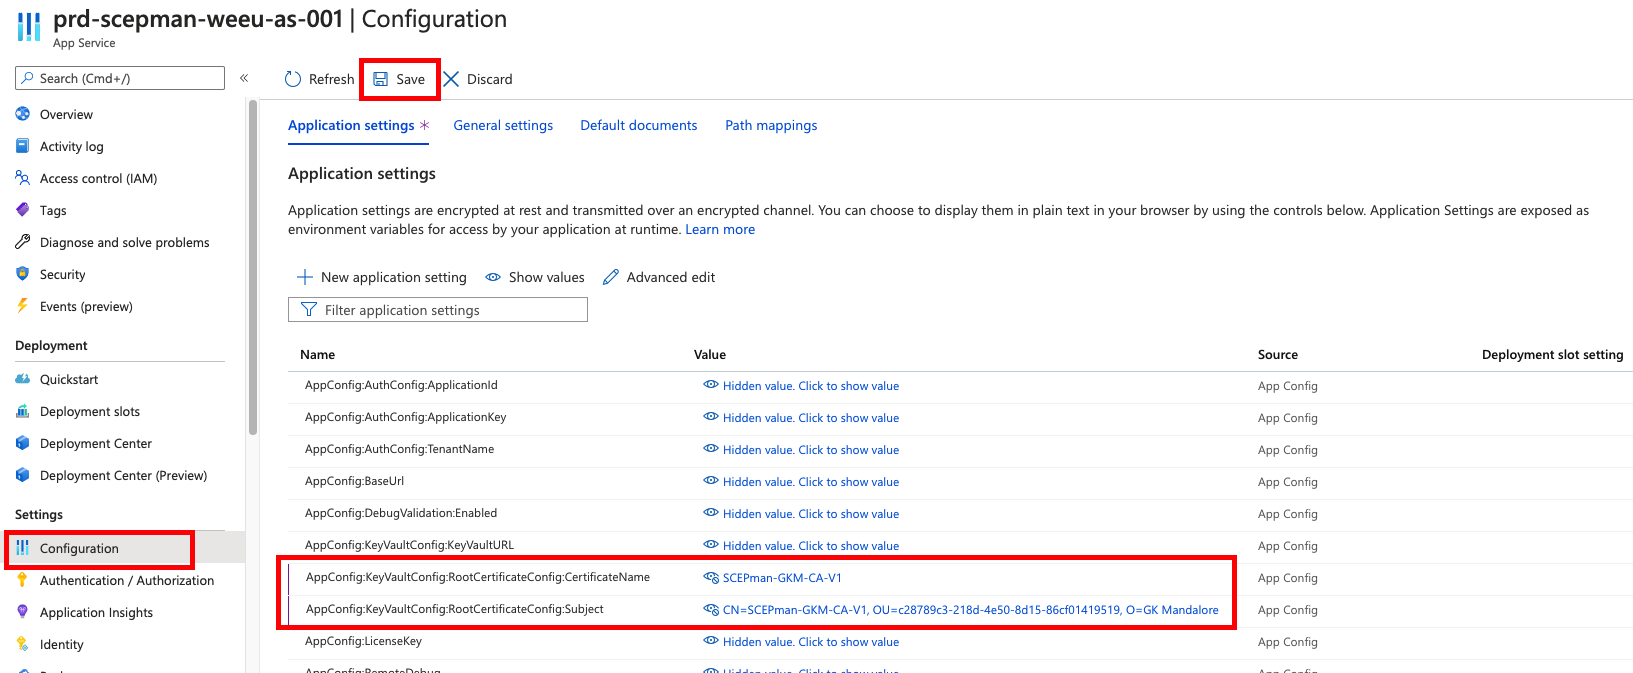 prd-scepman-weeu-as-001 | Configuration
App Service
Search (Cmd+/)
«
Refresh
Save
Discard
Overview
Activity log
Access control (IAM)
Tags
Diagnose and solve problems
Security
Events (preview)
Deployment
Quickstart
Deployment slots
Deployment Center
Deployment Center (Preview)
Settings
Configuration
Authentication / Authorization
Application Insights
Identity
Application settings *
General settings
Default documents
Path mappings
Application settings
Application settings are encrypted at rest and transmitted over an encrypted channel. You can choose to display them in plain text in your browser by using the controls below. Application Settings are exposed as
environment variables for access by your application at runtime. Learn more
New application setting
Show values
Advanced edit
Filter application settings
Name Value Source Deployment slot setting
AppConfig:AuthConfig:ApplicationId Hidden value. Click to show value App Config
AppConfig:AuthConfig:ApplicationKey Hidden value. Click to show value App Config
AppConfig:AuthConfig:TenantName Hidden value. Click to show value App Config
AppConfig:BaseUrl Hidden value. Click to show value App Config
AppConfig:DebugValidation:Enabled Hidden value. Click to show value App Config
AppConfig:KeyVaultConfig:KeyVaultURL Hidden value. Click to show value App Config
AppConfig:KeyVaultConfig:RootCertificateConfig:CertificateName SCEPman-GKM-CA-V1 App Config
AppConfig:KeyVaultConfig:RootCertificateConfig:Subject CN=SCEPman-GKM-CA-V1, OU=c28789c3-218d-4e50-8d15-86cf01419519, O=GK Mandalore App Config
AppConfig:LicenseKey Hidden value. Click to show value App Config
AppConfig:RemoteDebug Hidden value. Click to show value App Config